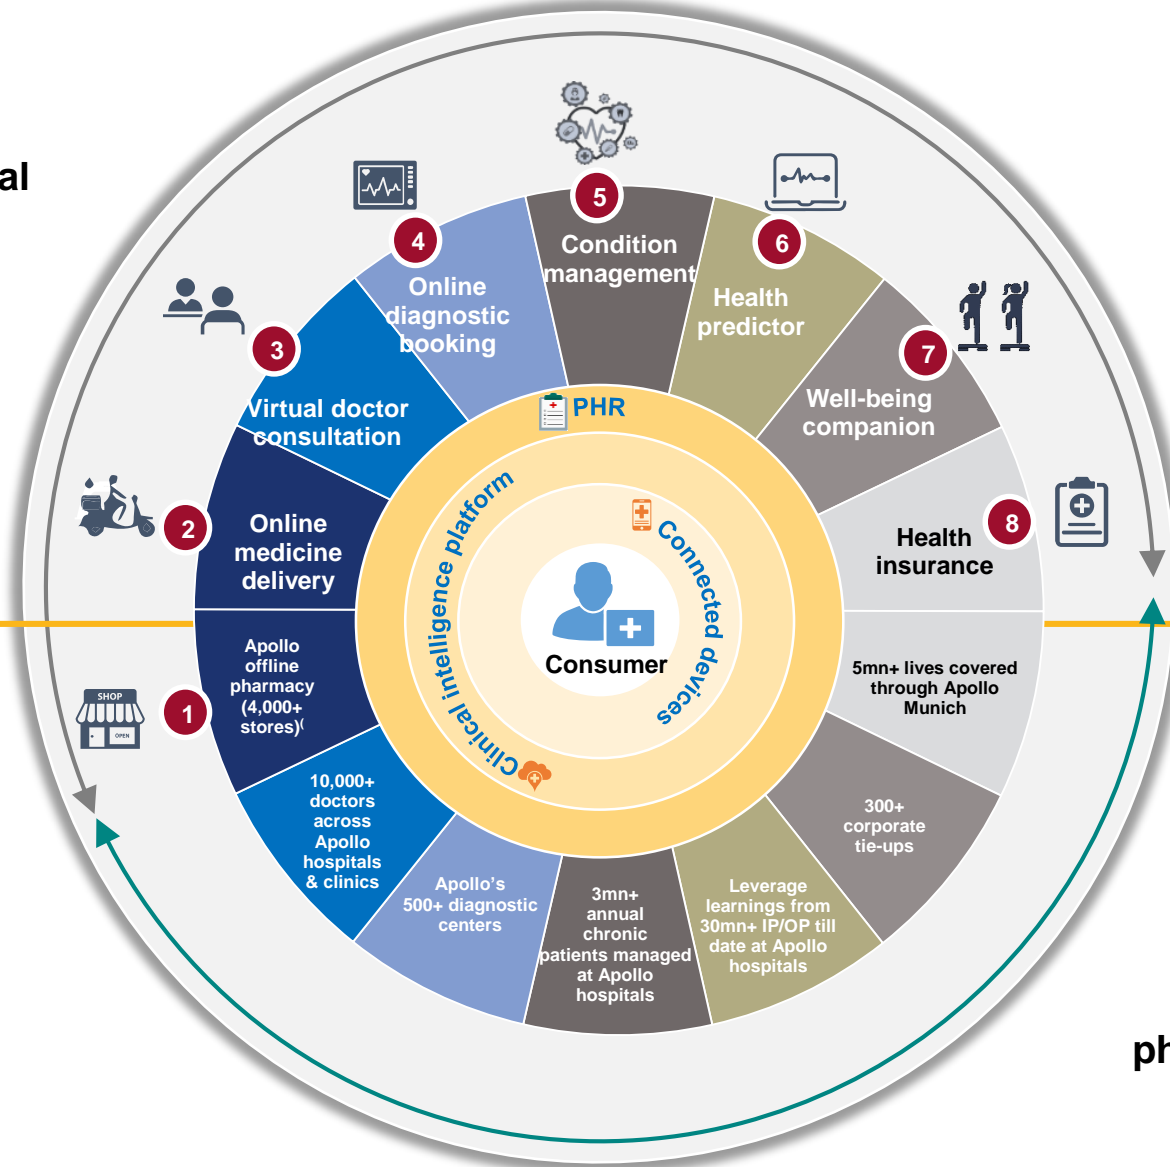 al
5
Condition
management
4
Online
diagnostic
booking
6
Health
predictor
3
Virtual doctor
consultation
7
Well-being
companion
2
Online
medicine
delivery
8
Health
insurance
PHR
Clinical intelligence platform
Connected devices
Consumer
SHOP
OPEN
1
Apollo
offline
pharmacy
(4,000+
stores)(
10,000+
doctors
across
Apollo
hospitals
& clinics
Apollo’s
500+ diagnostic
centers
3mn+
annual
chronic
patients managed
at Apollo
hospitals
Leverage
learnings from
30mn+ IP/OP till
date at Apollo
hospitals
300+
corporate
tie-ups
5mn+ lives covered
through Apollo
Munich
ph